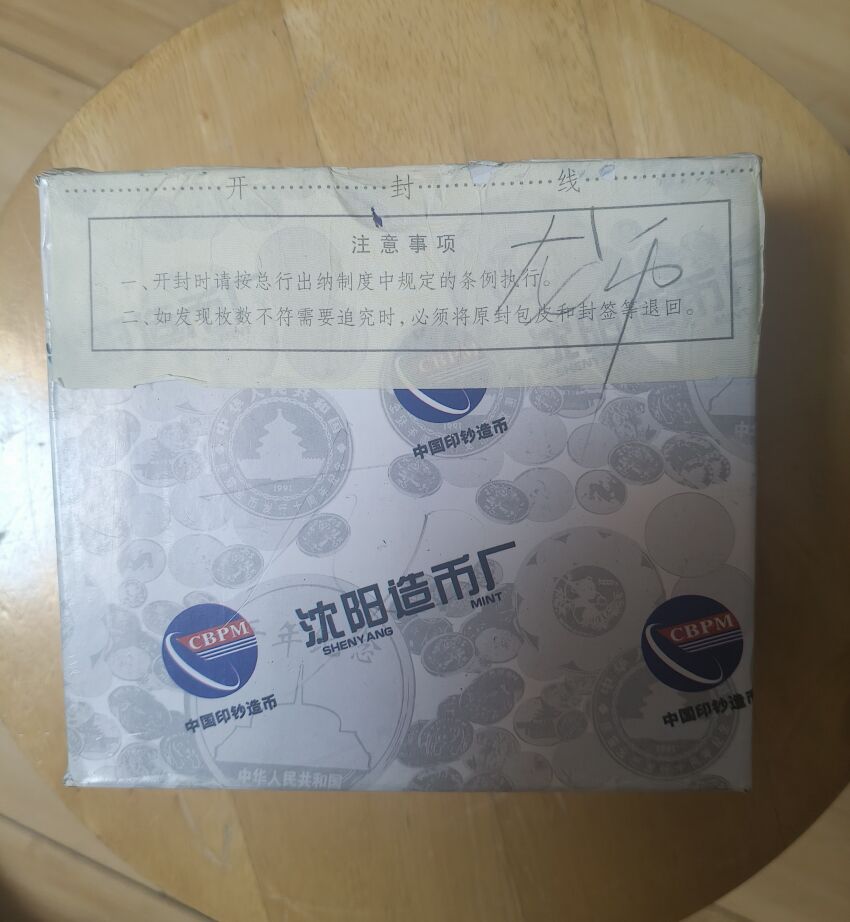 开封线
注意事项
一、开封时请按总行出纳制度中规定的条例执行。
二、如发现枚数不符需要追究时,必须将原封包皮和封签等退回。
中国印钞造币
1991
沈阳造币厂
SHENYANG MINT
CBPM
中国印钞造币
CBPM
中国印钞造币
中华人民共和国